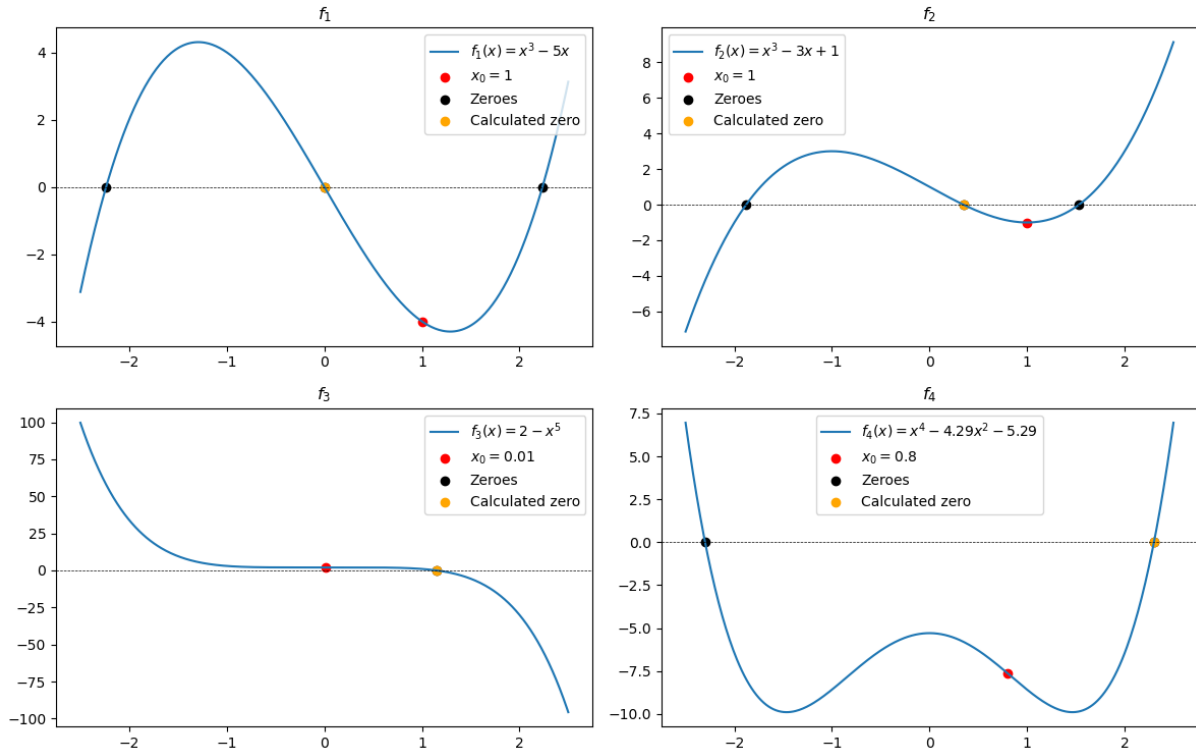 f₁
f₁(x) = x³ − 5x
x₀ = 1
Zeroes
Calculated zero
4
2
0
−2
−4
−2 −1 0 1 2
f₂
f₂(x) = x³ − 3x + 1
x₀ = 1
Zeroes
Calculated zero
8
6
4
2
0
−2
−4
−6
−2 −1 0 1 2
f₃
f₃(x) = 2 − x⁵
x₀ = 0.01
Zeroes
Calculated zero
100
75
50
25
0
−25
−50
−75
−100
−2 −1 0 1 2
f₄
f₄(x) = x⁴ − 4.29x² − 5.29
x₀ = 0.8
Zeroes
Calculated zero
7.5
5.0
2.5
0.0
−2.5
−5.0
−7.5
−10.0
−2 −1 0 1 2